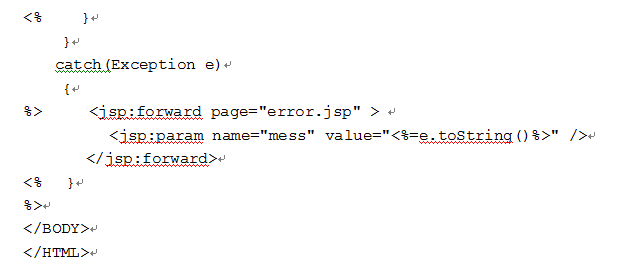 <%    }
}
catch(Exception e)
{
%>     <jsp:forward page="error.jsp" >
<jsp:param name="mess" value="<%=e.toString()%>" />
</jsp:forward>
<%   }
%>
</BODY>
</HTML>